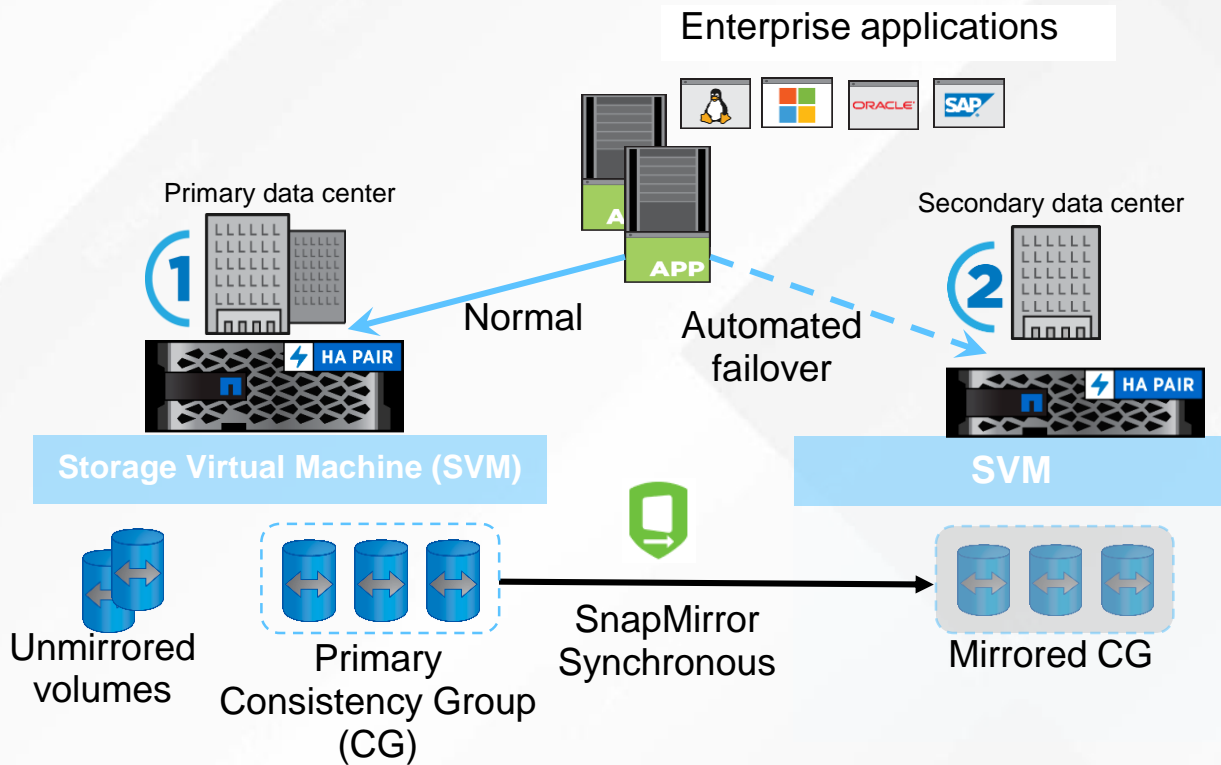 Enterprise applications
ORACLE
SAP
Primary data center
Secondary data center
1
2
A
APP
Normal
Automated
failover
HA PAIR
HA PAIR
Storage Virtual Machine (SVM)
SVM
Unmirrored
volumes
Primary
Consistency Group
(CG)
SnapMirror
Synchronous
Mirrored CG